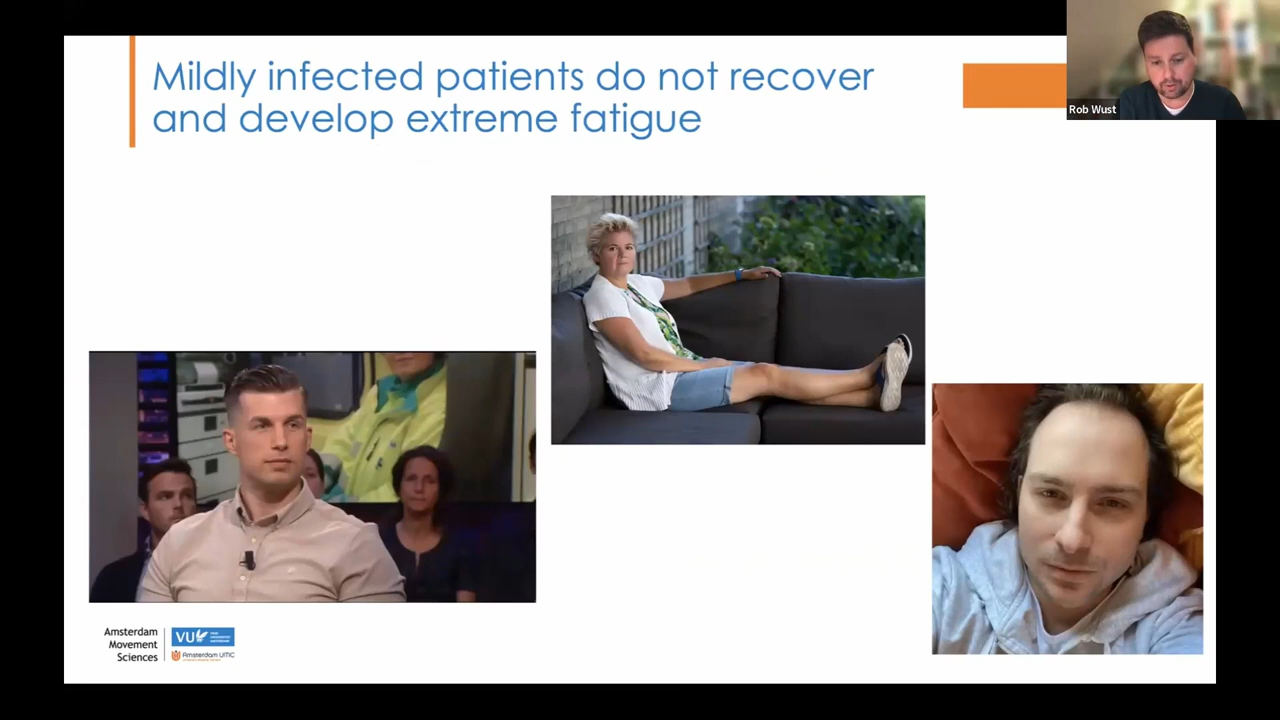 Mildly infected patients do not recover
and develop extreme fatigue
Rob Wust
Amsterdam
Movement
Sciences
VU
Amsterdam UMC